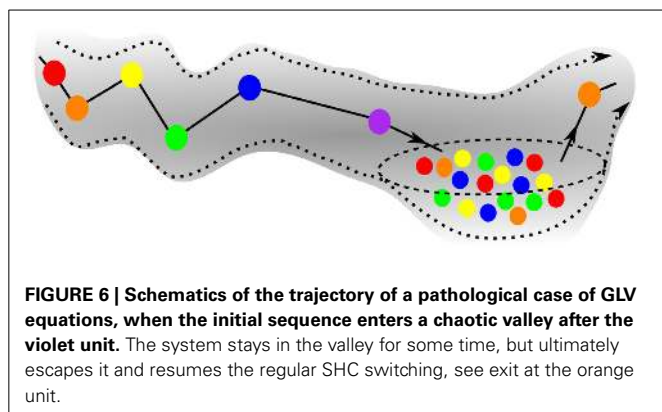 FIGURE 6 | Schematics of the trajectory of a pathological case of GLV
equations, when the initial sequence enters a chaotic valley after the
violet unit. The system stays in the valley for some time, but ultimately
escapes it and resumes the regular SHC switching, see exit at the orange
unit.